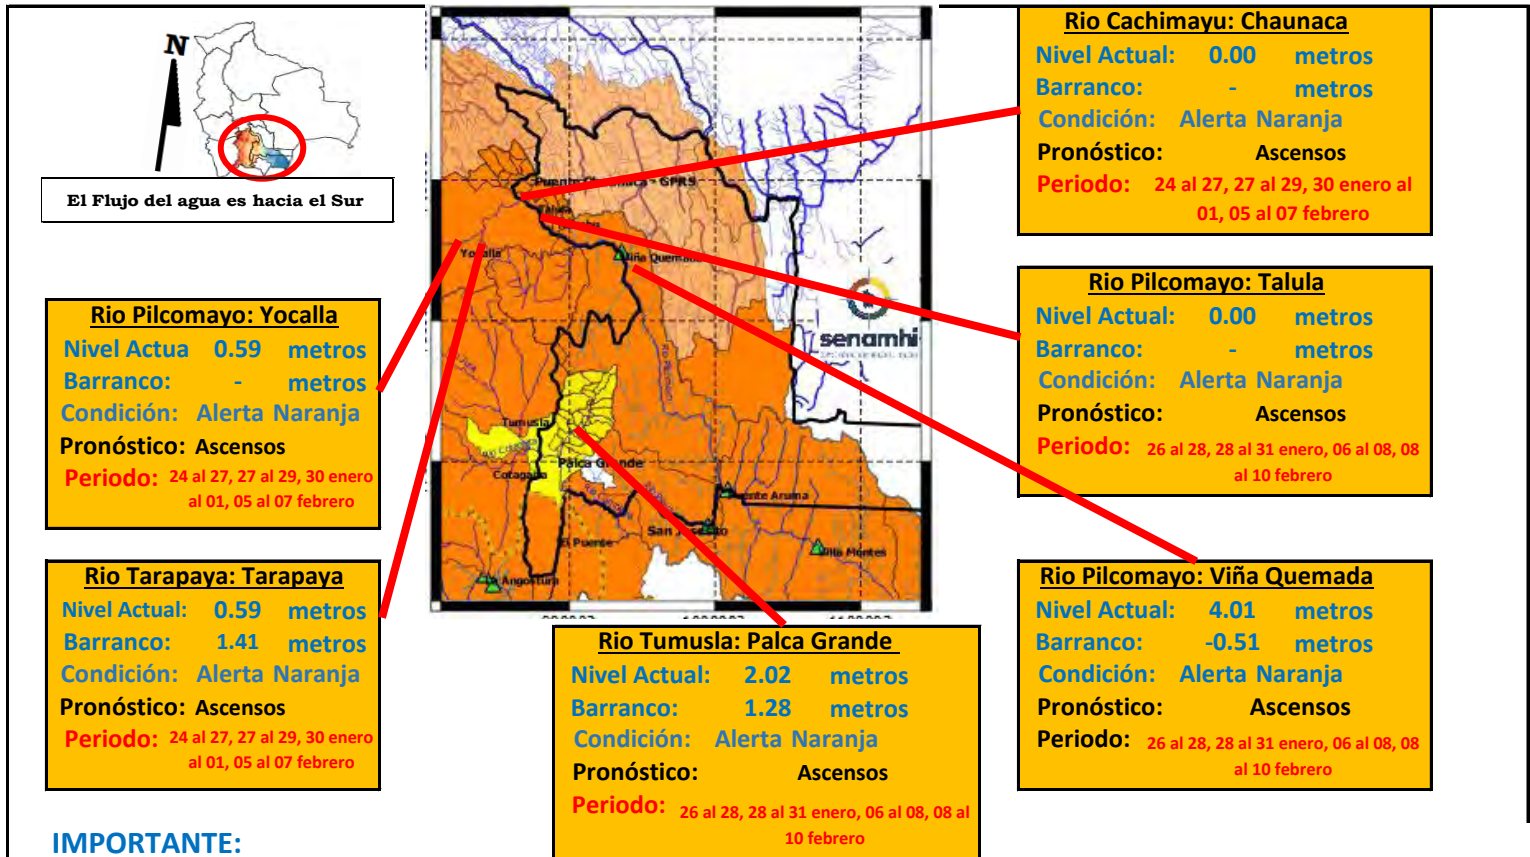 N
El Flujo del agua es hacia el Sur
Rio Pilcomayo: Yocalla
Nivel Actua 0.59 metros
Barranco: - metros
Condición: Alerta Naranja
Pronóstico: Ascensos
Periodo: 24 al 27, 27 al 29, 30 enero
al 01, 05 al 07 febrero
Rio Tarapaya: Tarapaya
Nivel Actual: 0.59 metros
Barranco: 1.41 metros
Condición: Alerta Naranja
Pronóstico: Ascensos
Periodo: 24 al 27, 27 al 29, 30 enero
al 01, 05 al 07 febrero
IMPORTANTE:
Puente - GPRS
Talula
Yocalla
Viña Quemada
senamhi
Tumusla
Palca Grande
Cotagaita
Puente Aruma
San Josecito
El Puente
Villa Montes
Angostura
Rio Tumusla: Palca Grande
Nivel Actual: 2.02 metros
Barranco: 1.28 metros
Condición: Alerta Naranja
Pronóstico: Ascensos
Periodo: 26 al 28, 28 al 31 enero, 06 al 08, 08 al
10 febrero
Rio Cachimayu: Chaunaca
Nivel Actual: 0.00 metros
Barranco: - metros
Condición: Alerta Naranja
Pronóstico: Ascensos
Periodo: 24 al 27, 27 al 29, 30 enero al
01, 05 al 07 febrero
Rio Pilcomayo: Talula
Nivel Actual: 0.00 metros
Barranco: - metros
Condición: Alerta Naranja
Pronóstico: Ascensos
Periodo: 26 al 28, 28 al 31 enero, 06 al 08, 08
al 10 febrero
Rio Pilcomayo: Viña Quemada
Nivel Actual: 4.01 metros
Barranco: -0.51 metros
Condición: Alerta Naranja
Pronóstico: Ascensos
Periodo: 26 al 28, 28 al 31 enero, 06 al 08, 08
al 10 febrero